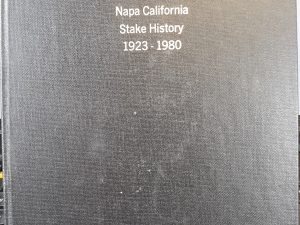 Napa California
Stake History
1923 - 1980